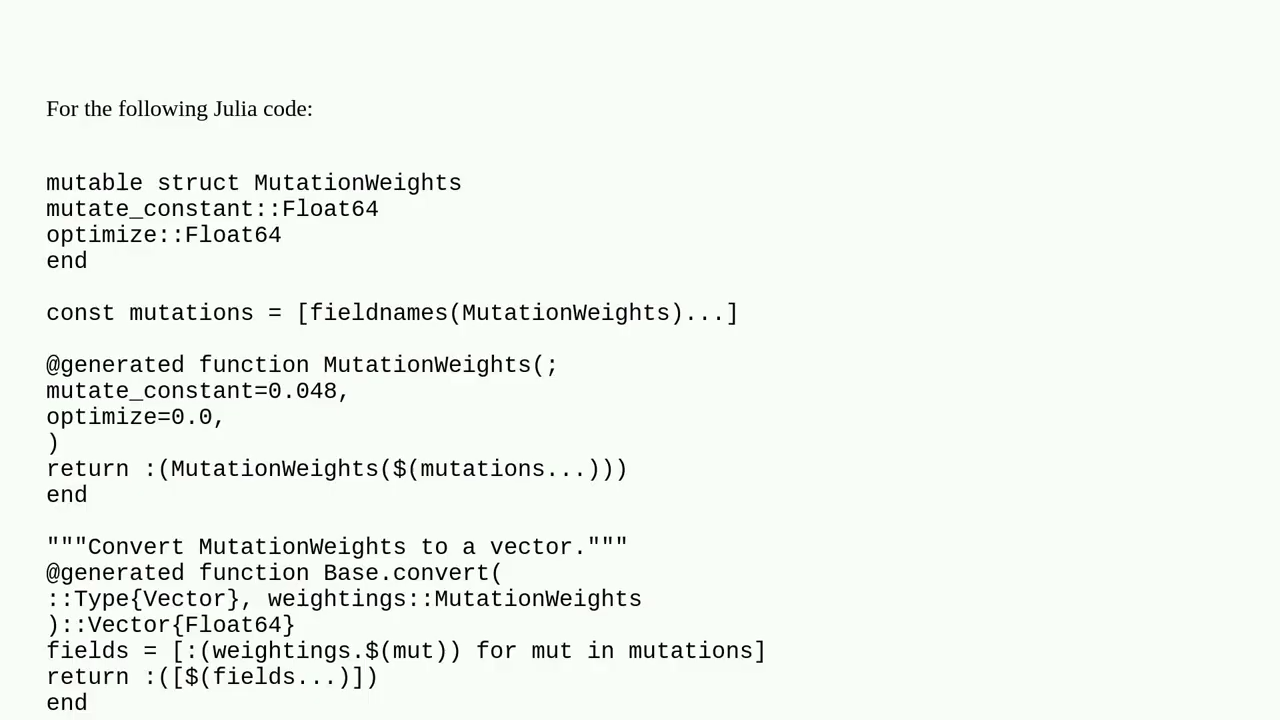 For the following Julia code:
mutable struct MutationWeights
mutate_constant::Float64
optimize::Float64
end
const mutations = [fieldnames(MutationWeights)...]
@generated function MutationWeights(;
mutate_constant=0.048,
optimize=0.0,
)
return :(MutationWeights($(mutations...)))
end
"""Convert MutationWeights to a vector."""
@generated function Base.convert(
::Type{Vector}, weightings::MutationWeights
)::Vector{Float64}
fields = [:(weightings.$(mut)) for mut in mutations]
return :([$(fields...)])
end